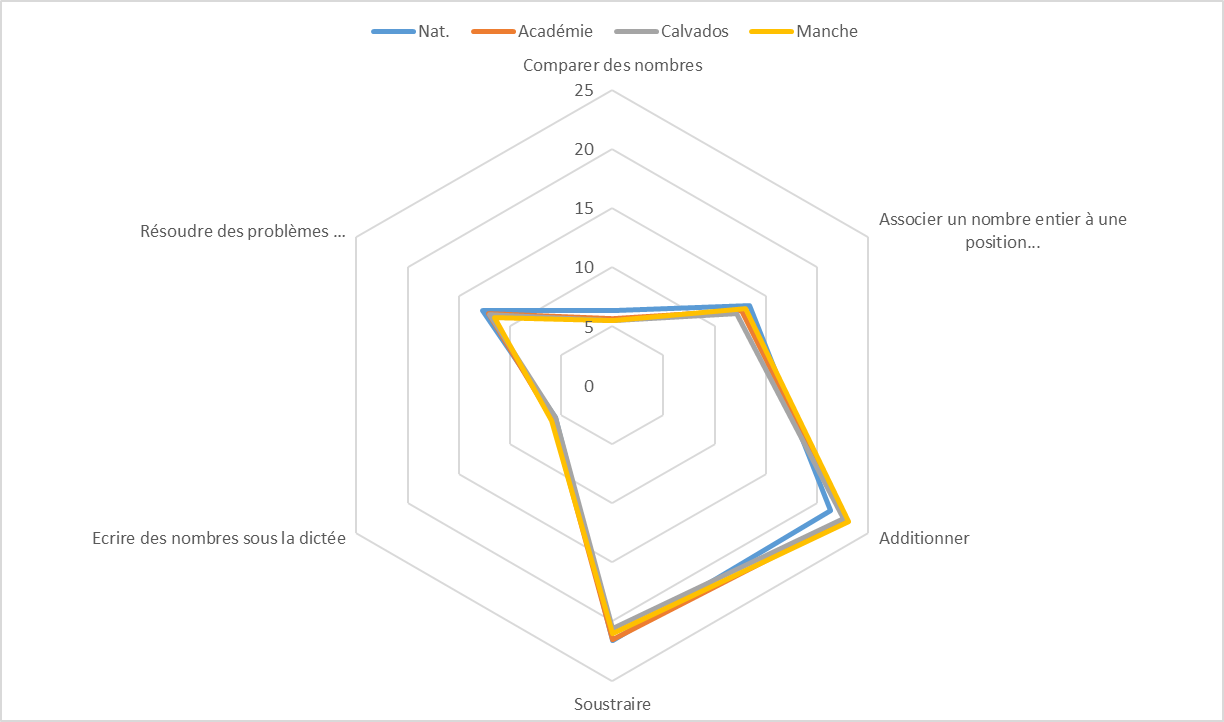 Nat. Académie Calvados Manche
Comparer des nombres
25
20
15
10
5
0
Associer un nombre entier à une
position...
Résoudre des problèmes ...
Ecrire des nombres sous la dictée
Additionner
Soustraire